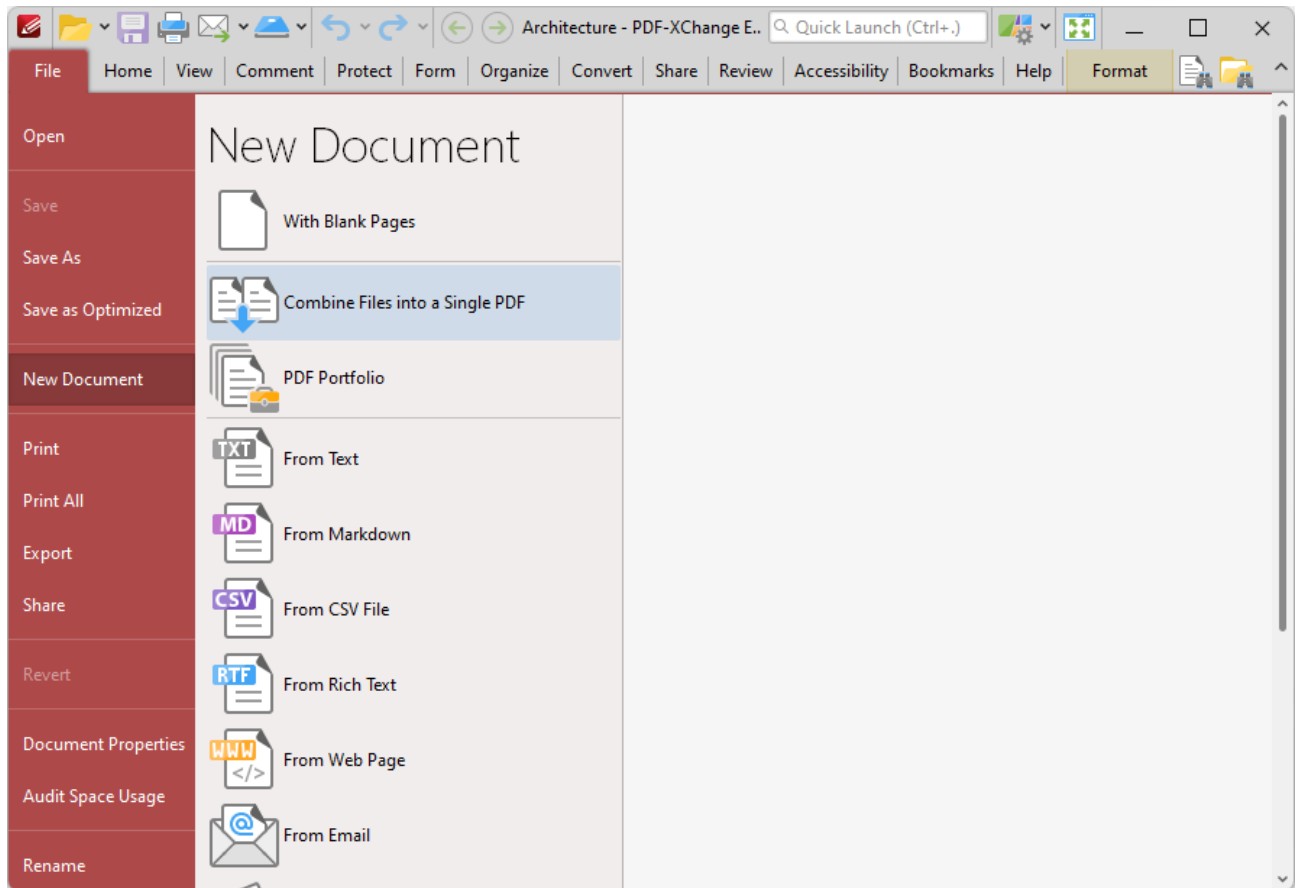 Architecture - PDF-XChange E..
Quick Launch (Ctrl+.)
File
Home
View
Comment
Protect
Form
Organize
Convert
Share
Review
Accessibility
Bookmarks
Help
Format
Open
Save
Save As
Save as Optimized
New Document
Print
Print All
Export
Share
Revert
Document Properties
Audit Space Usage
Rename
New Document
With Blank Pages
Combine Files into a Single PDF
PDF Portfolio
TXT
From Text
MD
From Markdown
CSV
From CSV File
RTF
From Rich Text
WWW
</>
From Web Page
@
From Email